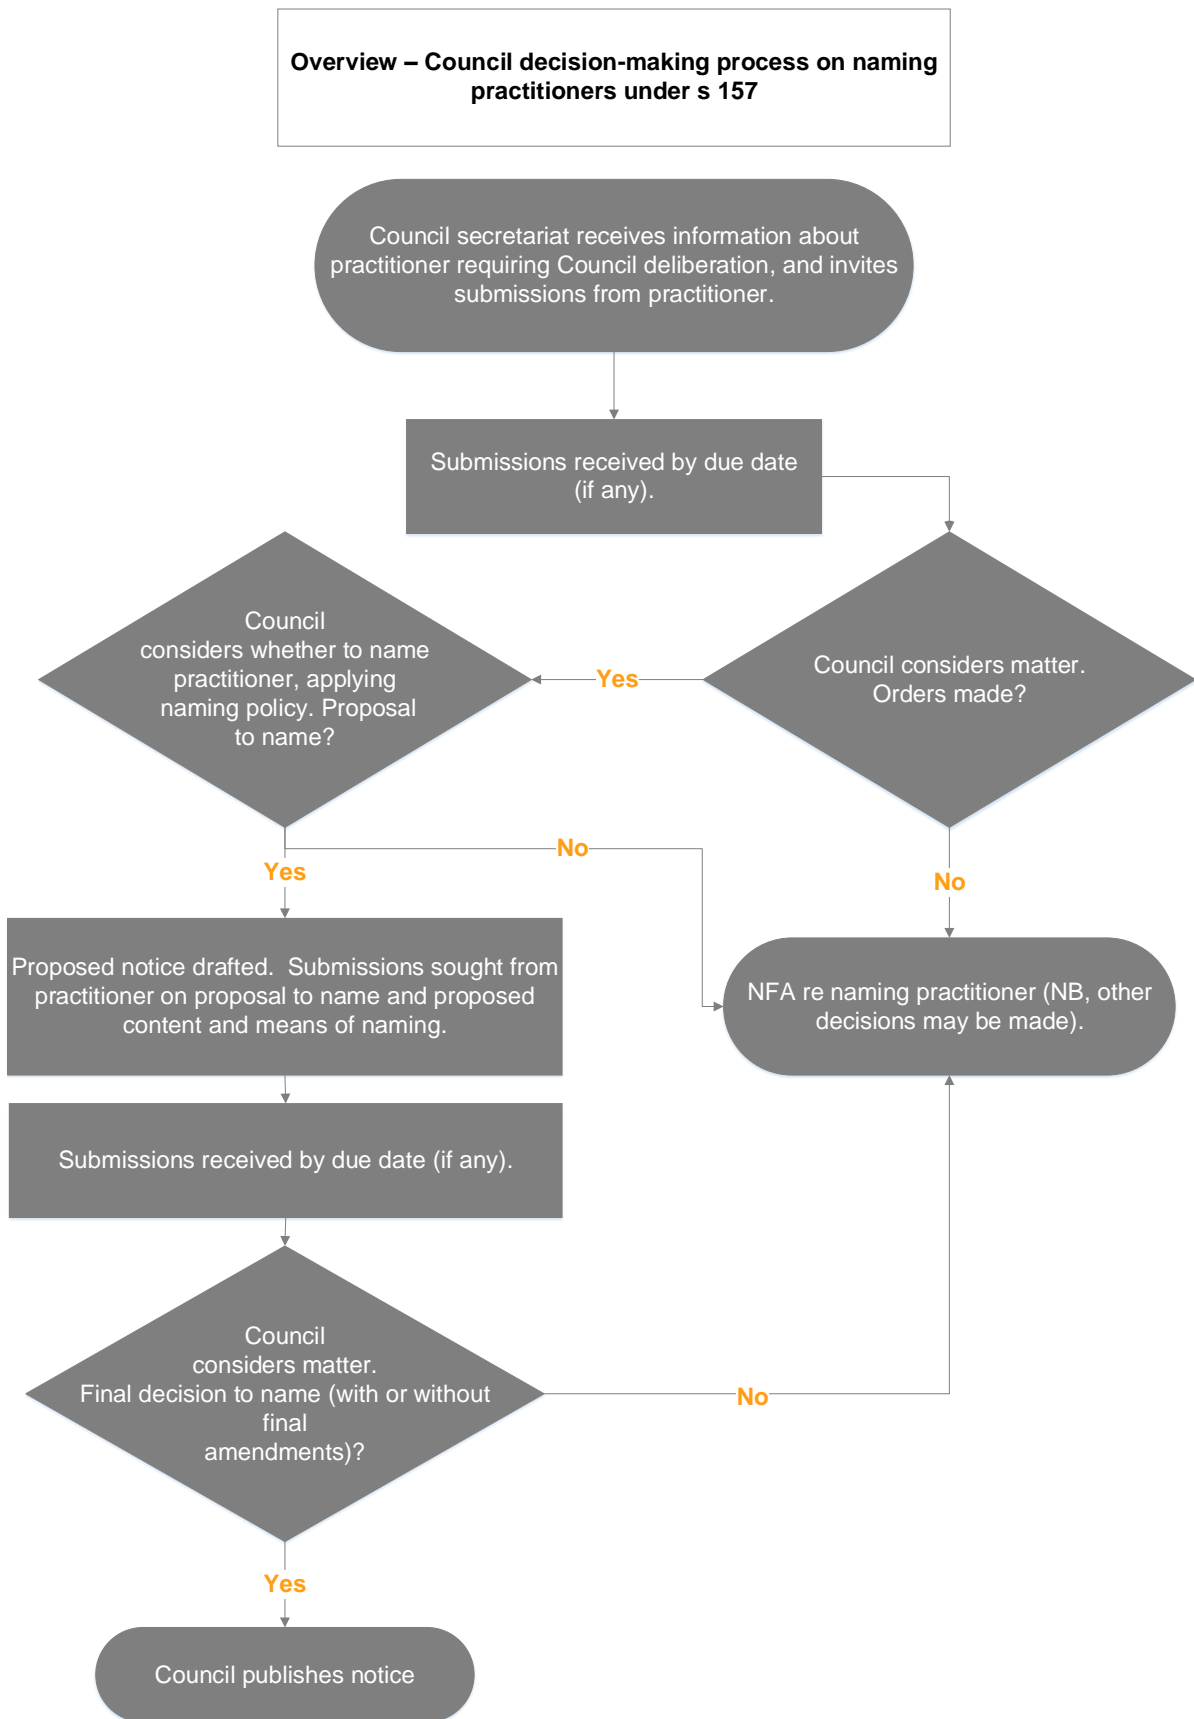 Overview – Council decision-making process on naming
practitioners under s 157
Council secretariat receives information about
practitioner requiring Council deliberation, and invites
submissions from practitioner.
Submissions received by due date
(if any).
Council considers matter.
Orders made?
Yes
Council
considers whether to name
practitioner, applying
naming policy. Proposal
to name?
No
Yes
No
Proposed notice drafted.  Submissions sought from
practitioner on proposal to name and proposed
content and means of naming.
NFA re naming practitioner (NB, other
decisions may be made).
Submissions received by due date (if any).
Council
considers matter.
Final decision to name (with or without
final
amendments)?
No
Yes
Council publishes notice